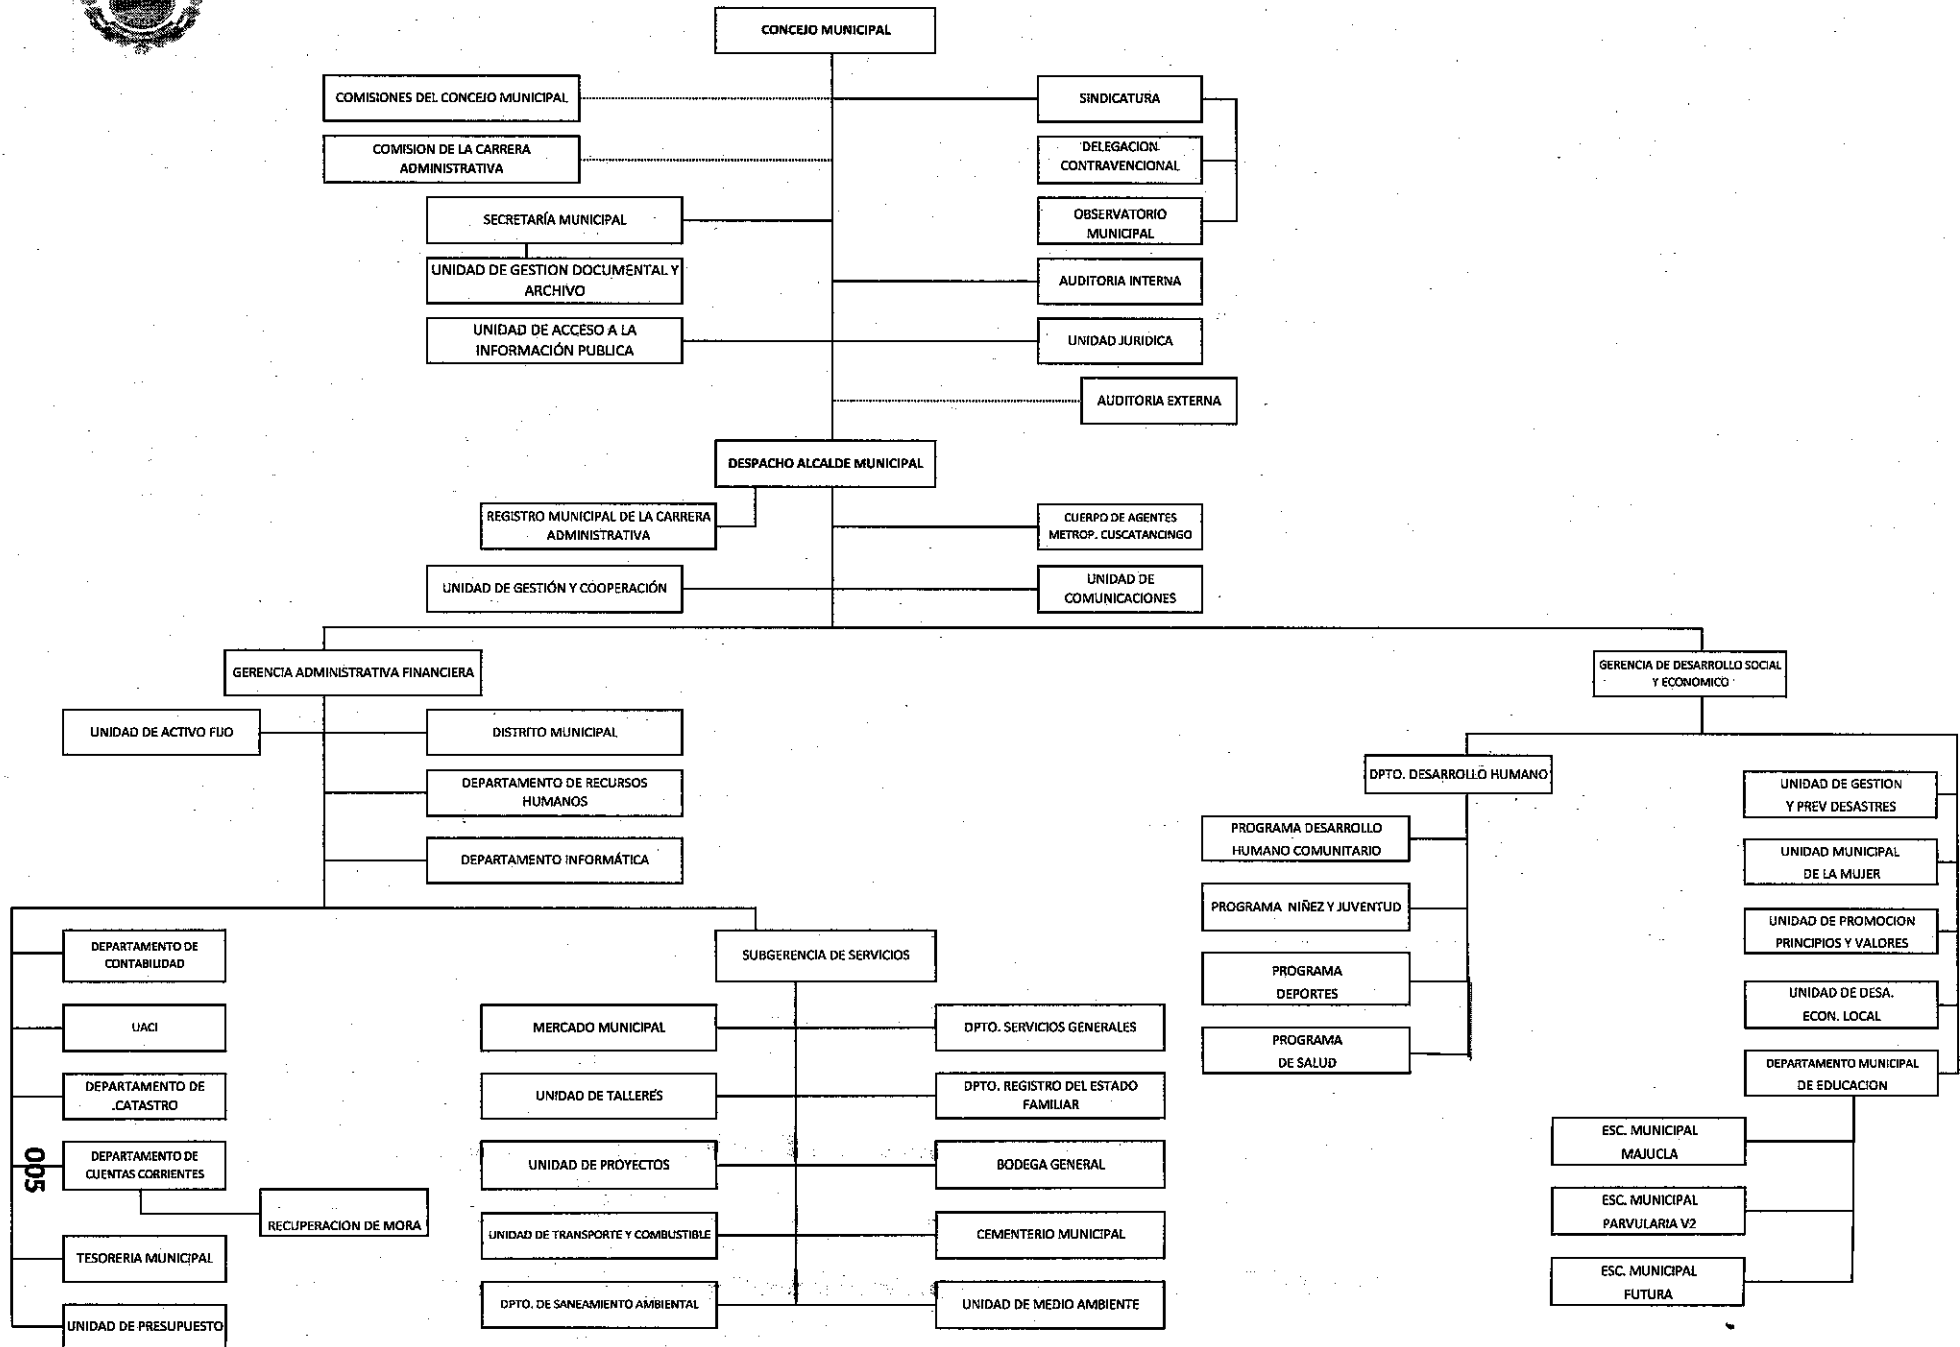 CONCEJO MUNICIPAL
COMISIONES DEL CONCEJO MUNICIPAL
SINDICATURA
COMISION DE LA CARRERA
ADMINISTRATIVA
DELEGACION
CONTRAVENCIONAL
SECRETARÍA MUNICIPAL
OBSERVATORIO
MUNICIPAL
UNIDAD DE GESTION DOCUMENTAL Y
ARCHIVO
AUDITORIA INTERNA
UNIDAD DE ACCESO A LA
INFORMACIÓN PUBLICA
UNIDAD JURIDICA
AUDITORIA EXTERNA
DESPACHO ALCALDE MUNICIPAL
REGISTRO MUNICIPAL DE LA CARRERA
ADMINISTRATIVA
CUERPO DE AGENTES
METROP. CUSCATANCINGO
UNIDAD DE GESTIÓN Y COOPERACIÓN
UNIDAD DE
COMUNICACIONES
GERENCIA ADMINISTRATIVA FINANCIERA
GERENCIA DE DESARROLLO SOCIAL
Y ECONOMICO
UNIDAD DE ACTIVO FIJO
DISTRITO MUNICIPAL
DEPARTAMENTO DE RECURSOS
HUMANOS
DEPARTAMENTO INFORMÁTICA
DPTO. DESARROLLO HUMANO
UNIDAD DE GESTION
Y PREV DESASTRES
PROGRAMA DESARROLLO
HUMANO COMUNITARIO
UNIDAD MUNICIPAL
DE LA MUJER
PROGRAMA NIÑEZ Y JUVENTUD
UNIDAD DE PROMOCION
PRINCIPIOS Y VALORES
PROGRAMA
DEPORTES
UNIDAD DE DESA.
ECON. LOCAL
PROGRAMA
DE SALUD
DEPARTAMENTO MUNICIPAL
DE EDUCACION
ESC. MUNICIPAL
MAJUCLA
ESC. MUNICIPAL
PARVULARIA V2
ESC. MUNICIPAL
FUTURA
DEPARTAMENTO DE
CONTABILIDAD
SUBGERENCIA DE SERVICIOS
UACI
MERCADO MUNICIPAL
DPTO. SERVICIOS GENERALES
DEPARTAMENTO DE
CATASTRO
UNIDAD DE TALLERES
DPTO. REGISTRO DEL ESTADO
FAMILIAR
005
DEPARTAMENTO DE
CUENTAS CORRIENTES
UNIDAD DE PROYECTOS
BODEGA GENERAL
RECUPERACION DE MORA
UNIDAD DE TRANSPORTE Y COMBUSTIBLE
CEMENTERIO MUNICIPAL
TESORERIA MUNICIPAL
DPTO. DE SANEAMIENTO AMBIENTAL
UNIDAD DE MEDIO AMBIENTE
UNIDAD DE PRESUPUESTO